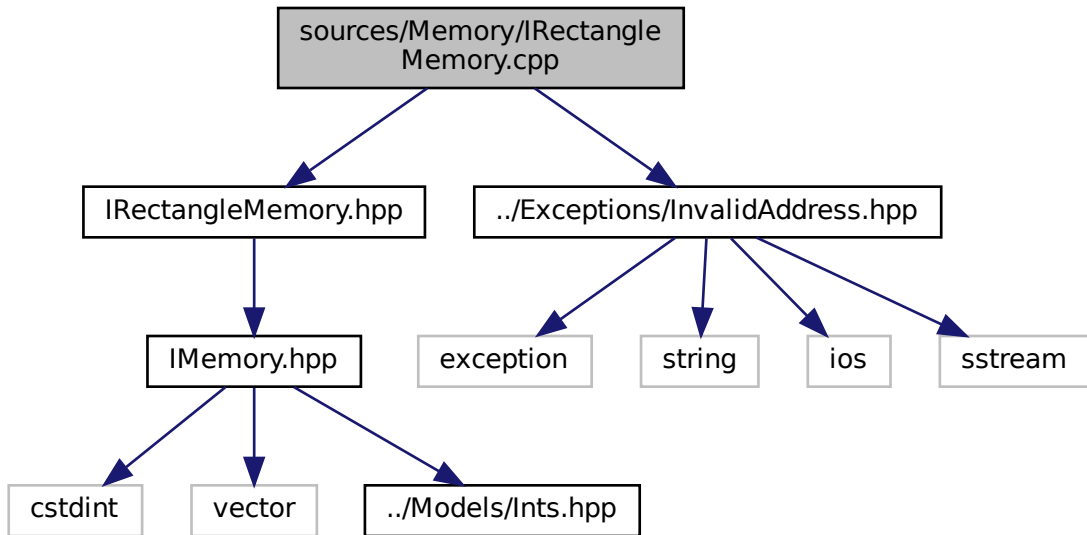 sources/Memory/IRectangle
Memory.cpp
IRectangleMemory.hpp
../Exceptions/InvalidAddress.hpp
IMemory.hpp
exception
string
ios
sstream
cstdint
vector
../Models/Ints.hpp